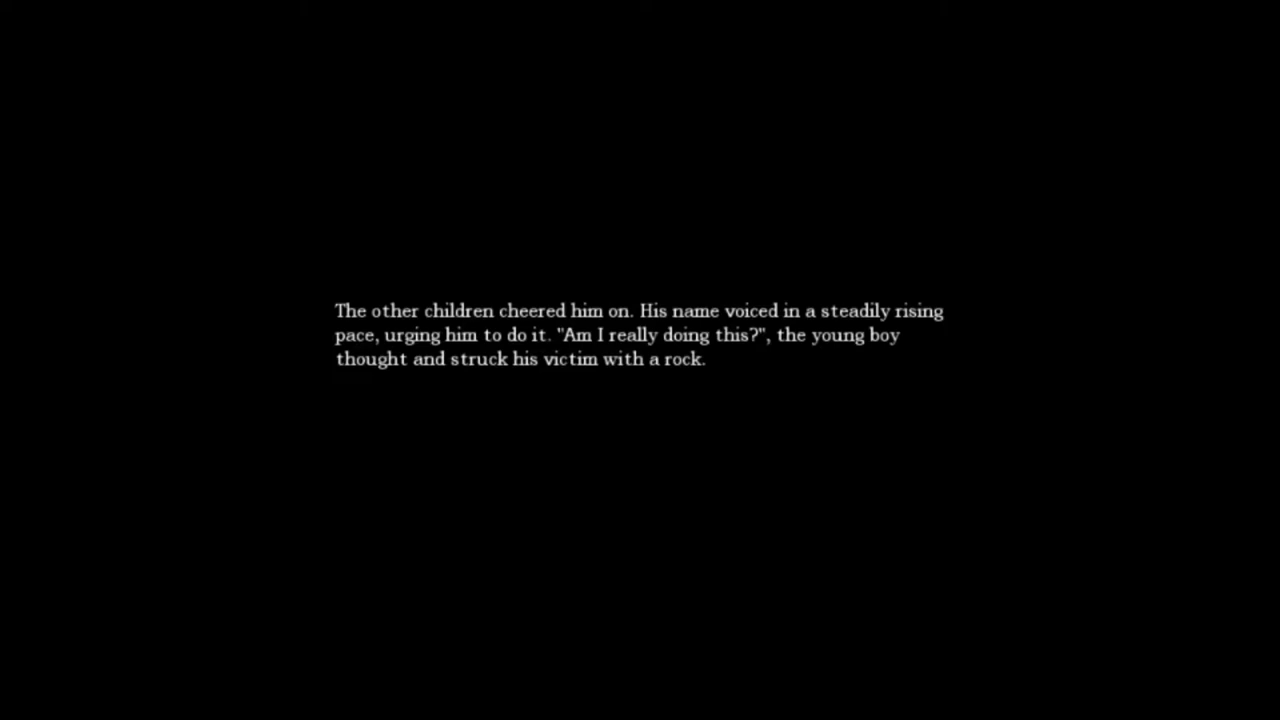 The other children cheered him on. His name voiced in a steadily rising
pace, urging him to do it. "Am I really doing this?", the young boy
thought and struck his victim with a rock.